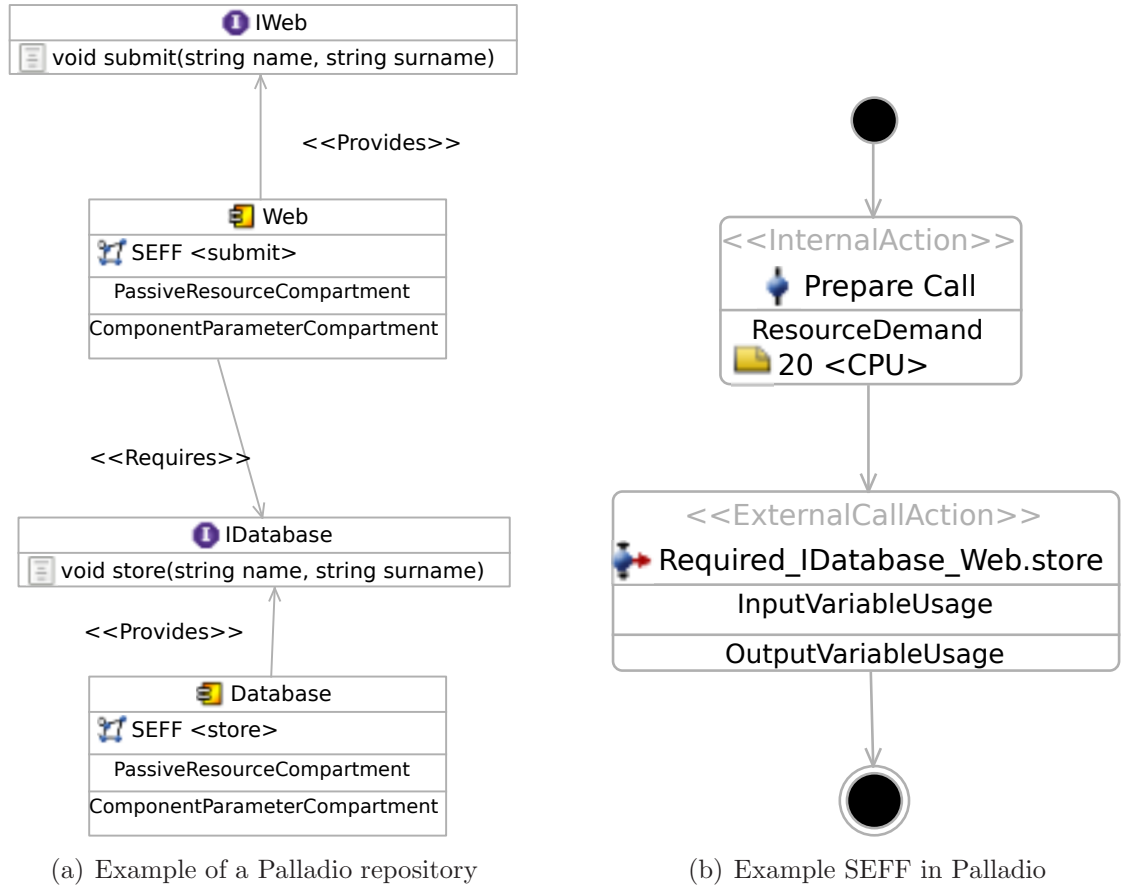 IWeb
void submit(string name, string surname)
<<Provides>>
Web
SEFF <submit>
PassiveResourceCompartment
ComponentParameterCompartment
<<Requires>>
IDatabase
void store(string name, string surname)
<<Provides>>
Database
SEFF <store>
PassiveResourceCompartment
ComponentParameterCompartment
(a) Example of a Palladio repository
<<InternalAction>>
Prepare Call
ResourceDemand
20 <CPU>
<<ExternalCallAction>>
Required_IDatabase_Web.store
InputVariableUsage
OutputVariableUsage
(b) Example SEFF in Palladio